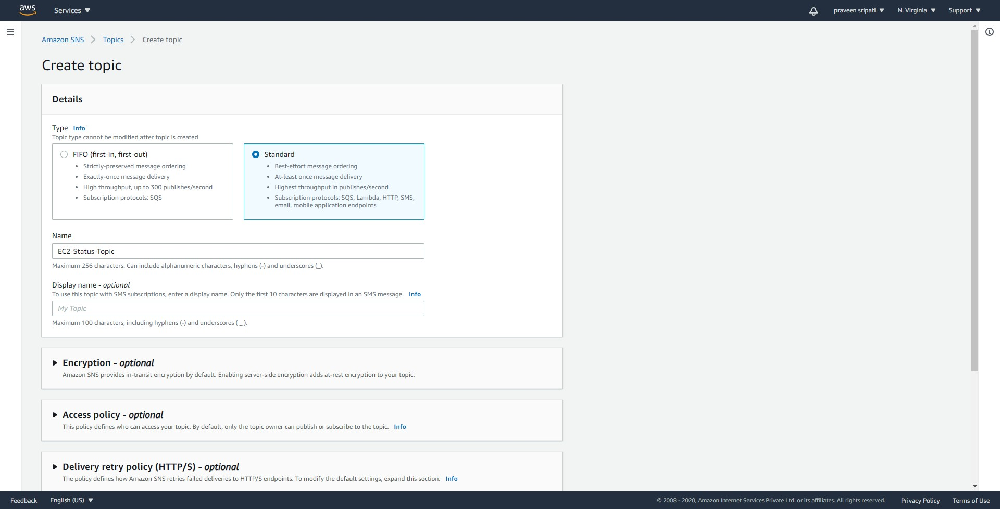 aws Services praveen sripati N. Virginia Support
Amazon SNS Topics Create topic
Create topic
Details
Type Info
Topic type cannot be modified after topic is created
FIFO (first-in, first-out)
• Strictly-preserved message ordering
• Exactly-once message delivery
• High throughput, up to 300 publishes/second
• Subscription protocols: SQS
Standard
• Best-effort message ordering
• At-least once message delivery
• Highest throughput in publishes/second
• Subscription protocols: SQS, Lambda, HTTP, SMS,
email, mobile application endpoints
Name
EC2-Status-Topic
Maximum 256 characters. Can include alphanumeric characters, hyphens (-) and underscores (_).
Display name - optional
To use this topic with SMS subscriptions, enter a display name. Only the first 10 characters are displayed in an SMS message. Info
My Topic
Maximum 100 characters, including hyphens (-) and underscores ( _ ).
Encryption - optional
Amazon SNS provides in-transit encryption by default. Enabling server-side encryption adds at-rest encryption to your topic.
Access policy - optional
This policy defines who can access your topic. By default, only the topic owner can publish or subscribe to the topic. Info
Delivery retry policy (HTTP/S) - optional
The policy defines how Amazon SNS retries failed deliveries to HTTP/S endpoints. To modify the default settings, expand this section. Info
Feedback English (US) © 2008 - 2020, Amazon Internet Services Private Ltd. or its affiliates. All rights reserved. Privacy Policy Terms of Use